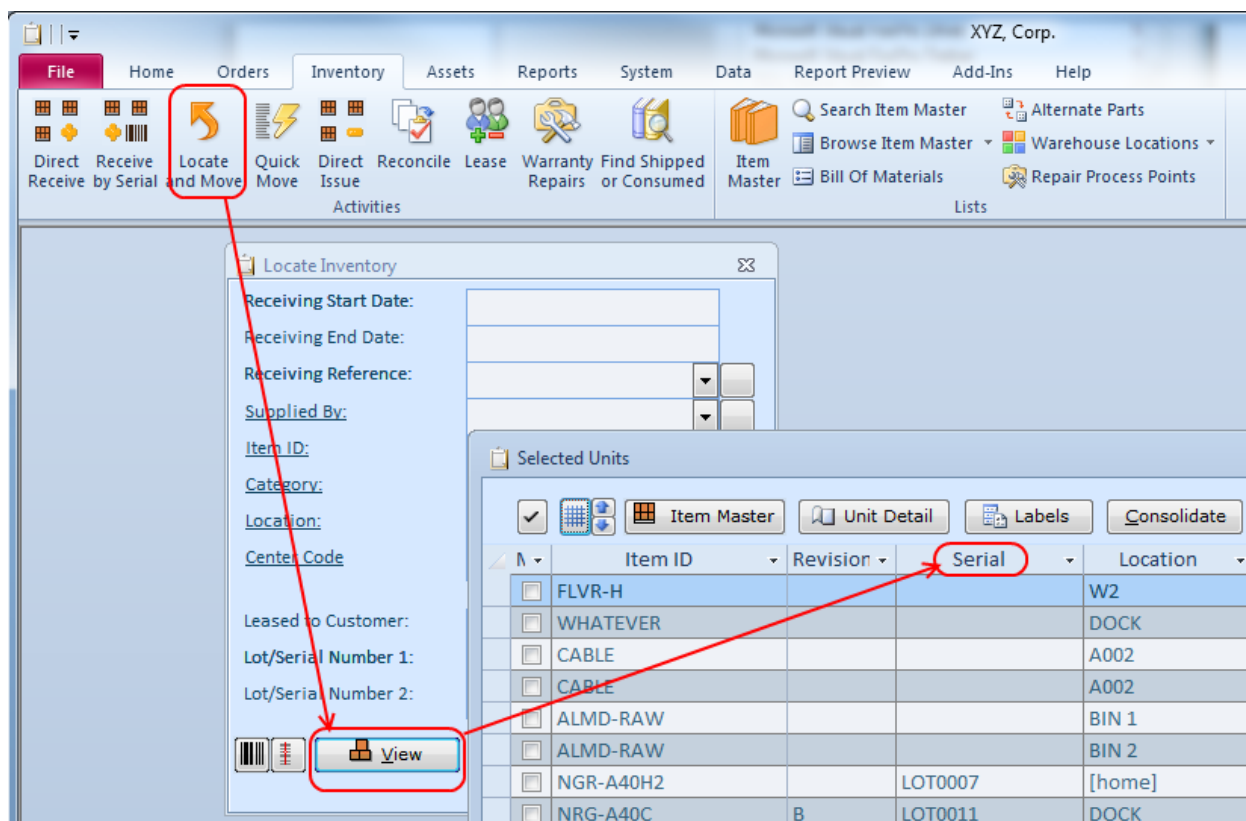 XYZ, Corp.
File Home Orders Inventory Assets Reports System Data Report Preview Add-Ins Help
Direct Receive
Receive by Serial
Locate and Move
Quick Move
Direct Issue
Reconcile
Lease
Warranty Repairs
Find Shipped or Consumed
Activities
Item Master
Search Item Master
Browse Item Master
Bill Of Materials
Alternate Parts
Warehouse Locations
Repair Process Points
Lists
Locate Inventory
Receiving Start Date:
Receiving End Date:
Receiving Reference:
Supplied By:
Item ID:
Category:
Location:
Center Code
Leased to Customer:
Lot/Serial Number 1:
Lot/Serial Number 2:
View
Selected Units
Item Master Unit Detail Labels Consolidate
Item ID Revision Serial Location
FLVR-H W2
WHATEVER DOCK
CABLE A002
CABLE A002
ALMD-RAW BIN 1
ALMD-RAW BIN 2
NGR-A40H2 LOT0007 [home]
NRG-A40C B LOT0011 DOCK